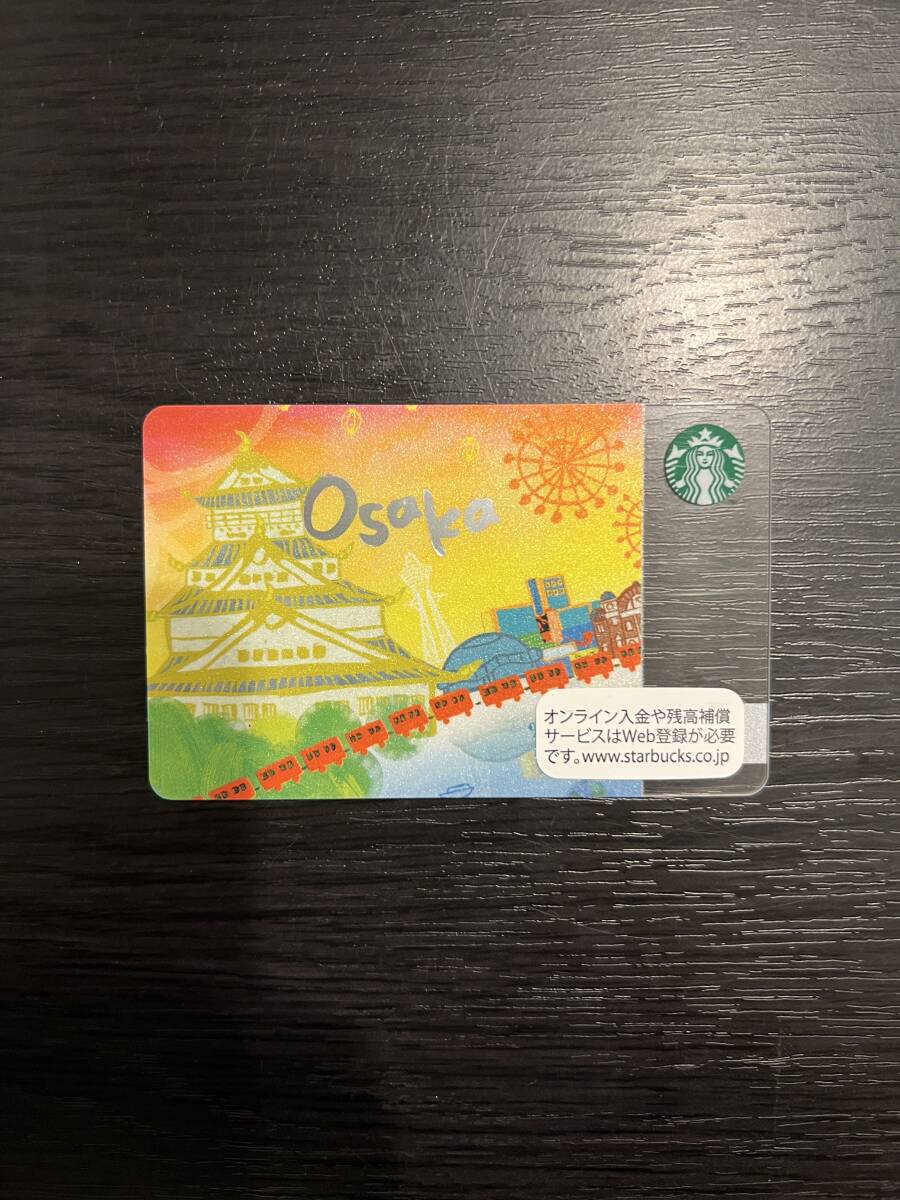 Osaka
オンライン入金や残高補償
サービスはWeb登録が必要
です。www.starbucks.co.jp